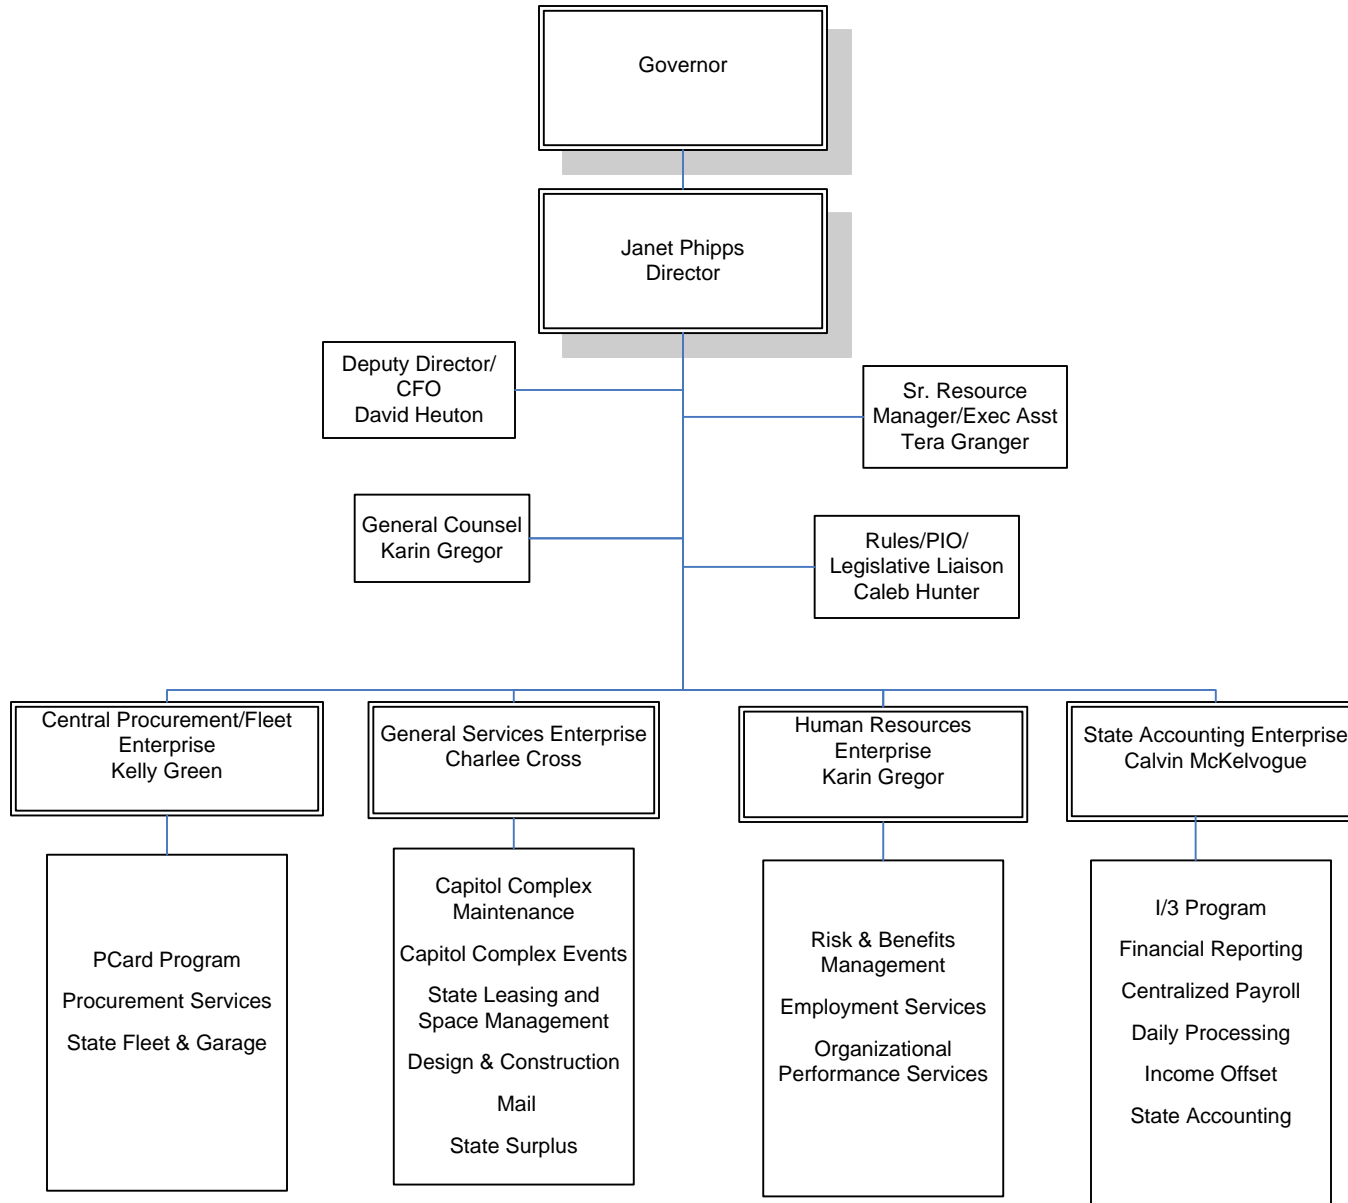 Governor
Janet Phipps
Director
Deputy Director/
CFO
David Heuton
Sr. Resource
Manager/Exec Asst
Tera Granger
General Counsel
Karin Gregor
Rules/PIO/
Legislative Liaison
Caleb Hunter
Central Procurement/Fleet
Enterprise
Kelly Green
General Services Enterprise
Charlee Cross
Human Resources
Enterprise
Karin Gregor
State Accounting Enterprise
Calvin McKelvogue
PCard Program
Procurement Services
State Fleet & Garage
Capitol Complex
Maintenance
Capitol Complex Events
State Leasing and
Space Management
Design & Construction
Mail
State Surplus
Risk & Benefits
Management
Employment Services
Organizational
Performance Services
I/3 Program
Financial Reporting
Centralized Payroll
Daily Processing
Income Offset
State Accounting